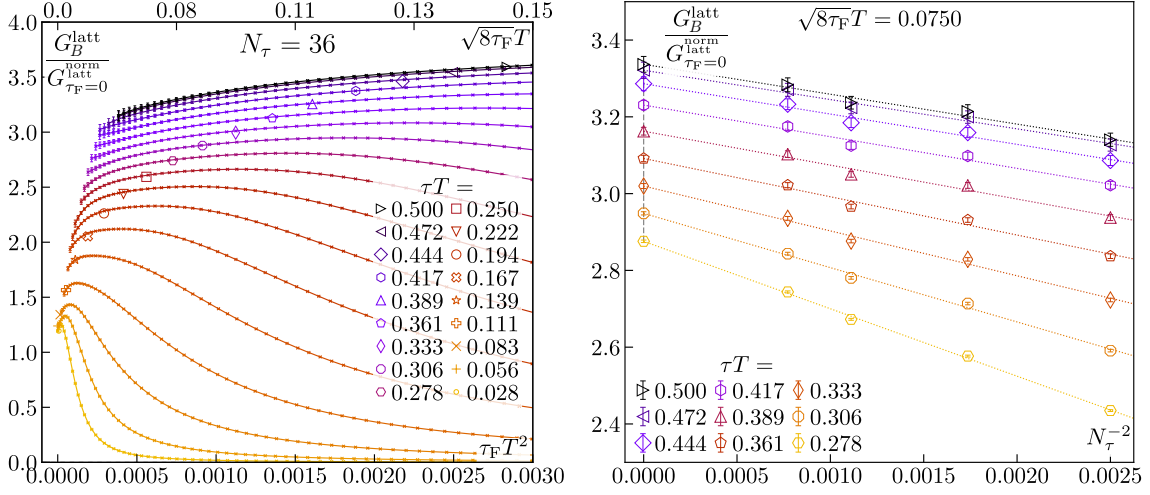 0.0 0.08 0.11 0.13 0.15
4.0
G_B^latt
G_{τ_F=0}^{norm latt}
N_τ = 36
√8τ_F T
3.5
3.0
2.5
2.0
1.5
1.0
0.5
0.0
τT =
0.500 0.250
0.472 0.222
0.444 0.194
0.417 0.167
0.389 0.139
0.361 0.111
0.333 0.083
0.306 0.056
0.278 0.028
τ_F T²
0.0000 0.0005 0.0010 0.0015 0.0020 0.0025 0.0030
G_B^latt
G_{τ_F=0}^{norm latt}
√8τ_F T = 0.0750
3.4
3.2
3.0
2.8
2.6
2.4
τT =
0.500 0.417 0.333
0.472 0.389 0.306
0.444 0.361 0.278
N_τ^{-2}
0.0000 0.0005 0.0010 0.0015 0.0020 0.0025